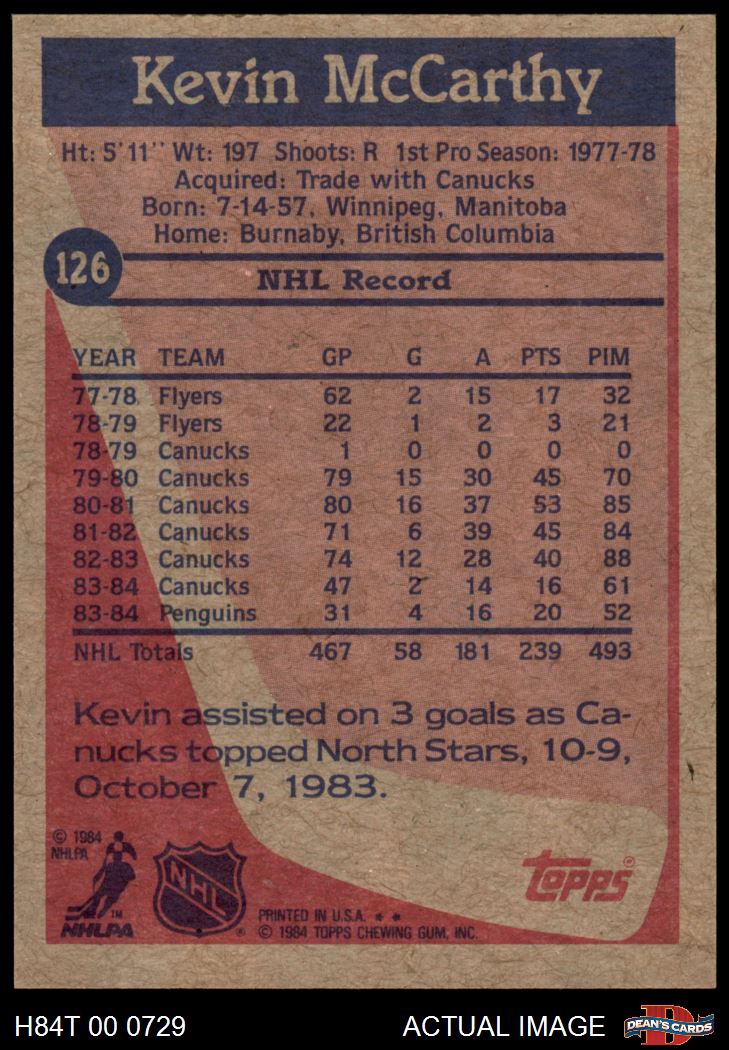 Kevin McCarthy
Ht: 5'11" Wt: 197 Shoots: R 1st Pro Season: 1977-78
Acquired: Trade with Canucks
Born: 7-14-57, Winnipeg, Manitoba
Home: Burnaby, British Columbia
126
NHL Record
YEAR TEAM GP G A PTS PIM
77-78 Flyers 62 2 15 17 32
78-79 Flyers 22 1 2 3 21
78-79 Canucks 1 0 0 0 0
79-80 Canucks 79 15 30 45 70
80-81 Canucks 80 16 37 53 85
81-82 Canucks 71 6 39 45 84
82-83 Canucks 74 12 28 40 88
83-84 Canucks 47 2 14 16 61
83-84 Penguins 31 4 16 20 52
NHL Totals 467 58 181 239 493
Kevin assisted on 3 goals as Ca-
nucks topped North Stars, 10-9,
October 7, 1983.
© 1984
NHLPA
TM
NHLPA
NHL
®
PRINTED IN U.S.A. * *
© 1984 TOPPS CHEWING GUM, INC.
topps®
H84T 00 0729
ACTUAL IMAGE
D
DEAN'S CARDS